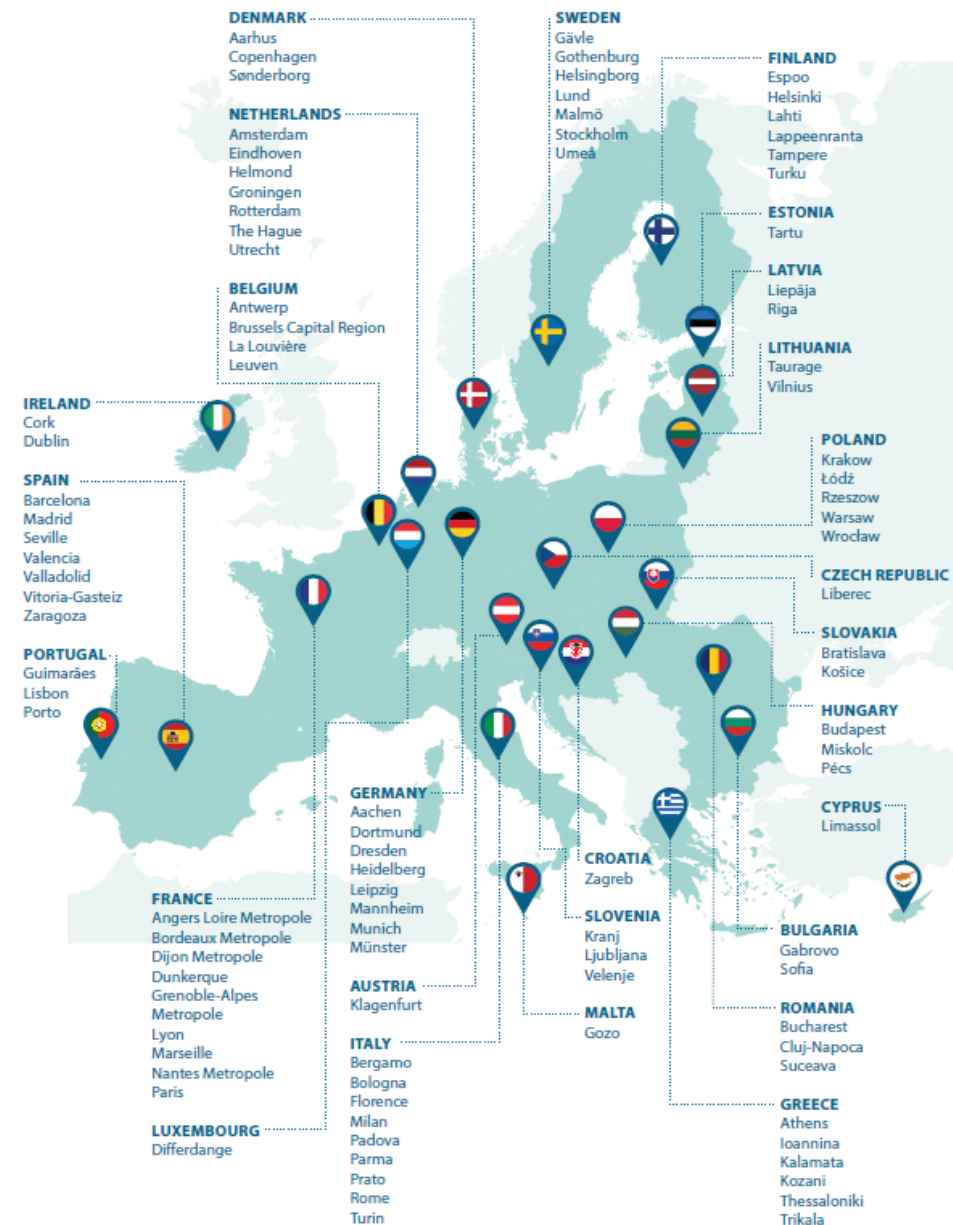 DENMARK
Aarhus
Copenhagen
Sønderborg
NETHERLANDS
Amsterdam
Eindhoven
Helmond
Groningen
Rotterdam
The Hague
Utrecht
BELGIUM
Antwerp
Brussels Capital Region
La Louvière
Leuven
IRELAND
Cork
Dublin
SPAIN
Barcelona
Madrid
Seville
Valencia
Valladolid
Vitoria-Gasteiz
Zaragoza
PORTUGAL
Guimarães
Lisbon
Porto
SWEDEN
Gävle
Gothenburg
Helsingborg
Lund
Malmö
Stockholm
Umeå
FINLAND
Espoo
Helsinki
Lahti
Lappeenranta
Tampere
Turku
ESTONIA
Tartu
LATVIA
Liepāja
Riga
LITHUANIA
Taurage
Vilnius
POLAND
Krakow
Łódź
Rzeszow
Warsaw
Wrocław
CZECH REPUBLIC
Liberec
SLOVAKIA
Bratislava
Košice
HUNGARY
Budapest
Miskolc
Pécs
CYPRUS
Limassol
FRANCE
Angers Loire Metropole
Bordeaux Metropole
Dijon Metropole
Dunkerque
Grenoble-Alpes
Metropole
Lyon
Marseille
Nantes Metropole
Paris
LUXEMBOURG
Differdange
GERMANY
Aachen
Dortmund
Dresden
Heidelberg
Leipzig
Mannheim
Munich
Münster
AUSTRIA
Klagenfurt
ITALY
Bergamo
Bologna
Florence
Milan
Padova
Parma
Prato
Rome
Turin
CROATIA
Zagreb
SLOVENIA
Kranj
Ljubljana
Velenje
MALTA
Gozo
BULGARIA
Gabrovo
Sofia
ROMANIA
Bucharest
Cluj-Napoca
Suceava
GREECE
Athens
Ioannina
Kalamata
Kozani
Thessaloniki
Trikala